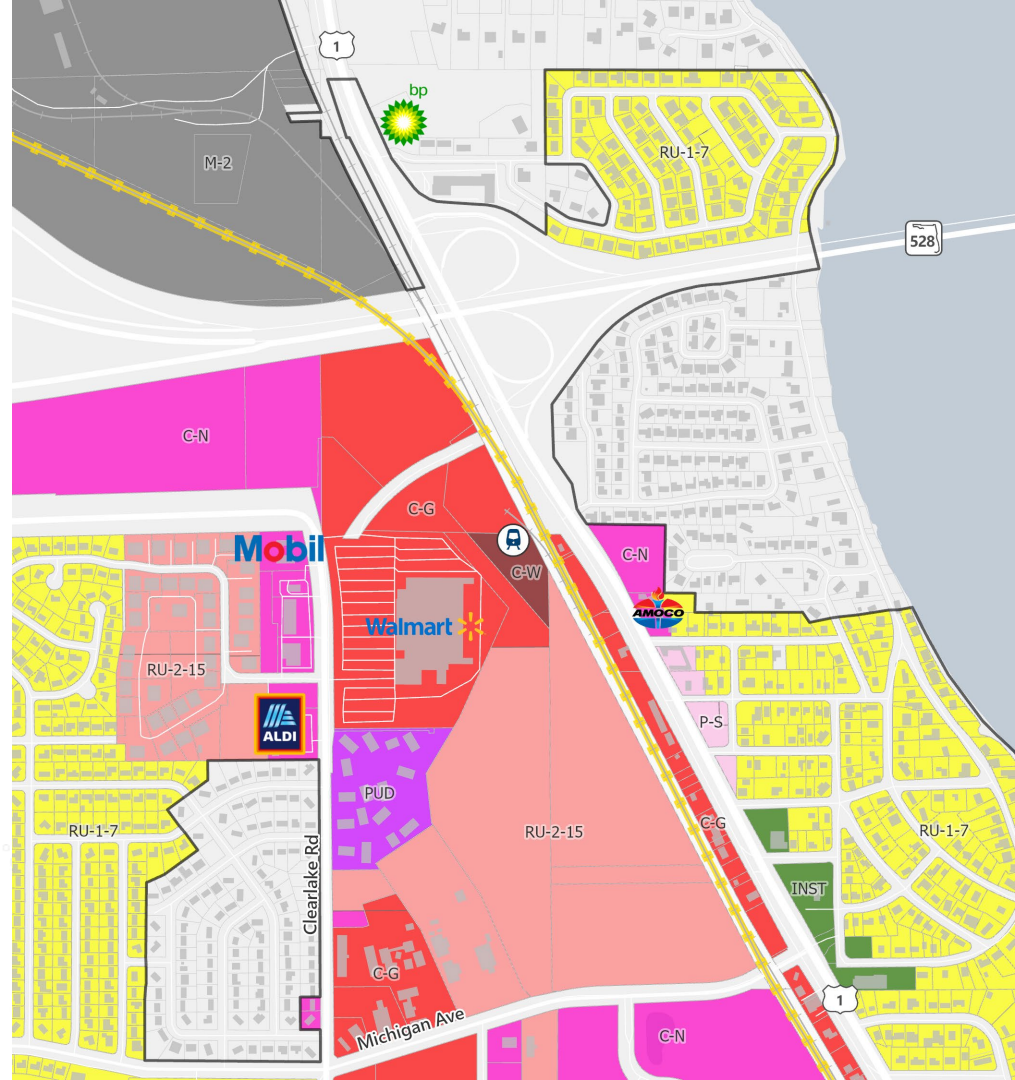 1
bp
M-2
RU-1-7
528
C-N
C-G
Mobil
C-W
C-N
AMOCO
Walmart
RU-2-15
ALDI
P-S
PUD
RU-1-7
RU-2-15
C-G
RU-1-7
Clearlake Rd
INST
C-G
1
Michigan Ave
C-N